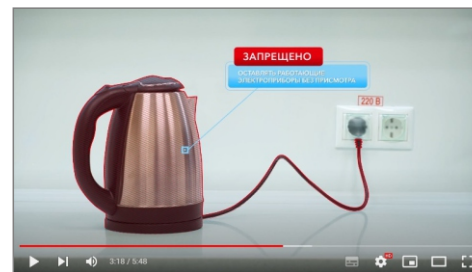 ЗАПРЕЩЕНО
ОСТАВЛЯТЬ РАБОТАЮЩИЕ
ЭЛЕКТРОПРИБОРЫ БЕЗ ПРИСМОТРА
220 В
3:18 / 5:48